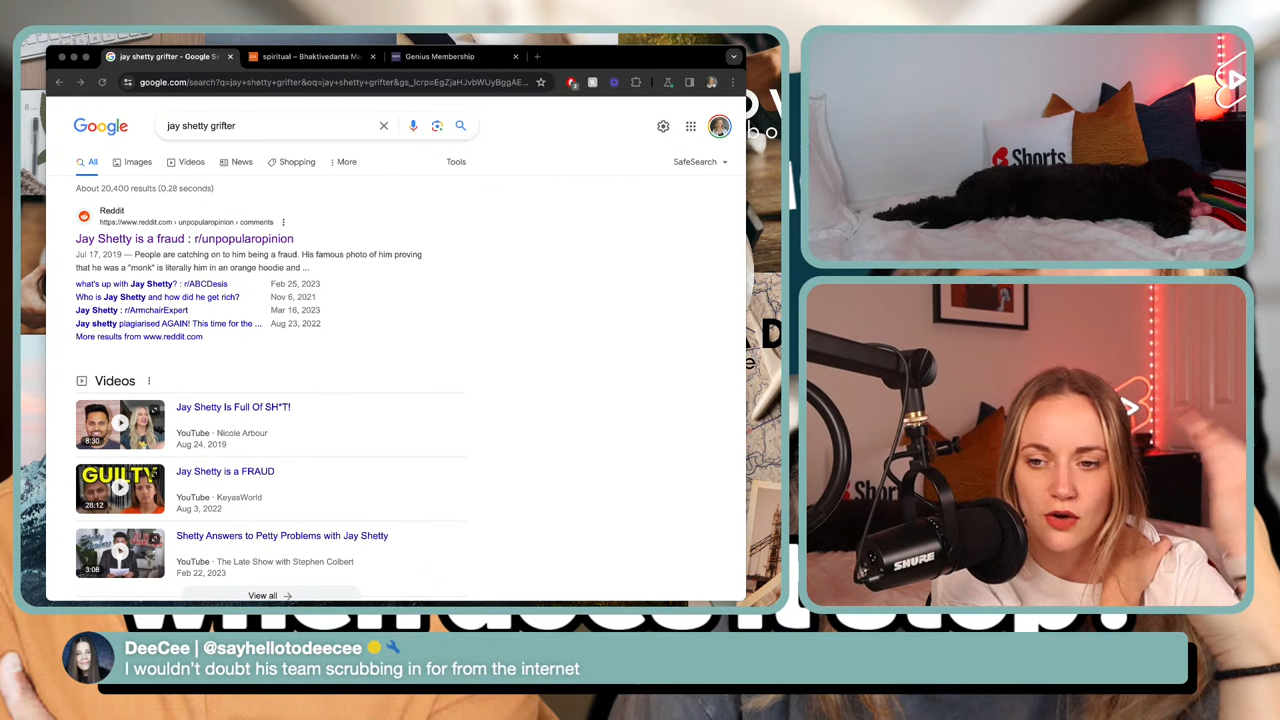 jay shetty grifter - Google Se
spiritual – Bhaktivedanta Ma
Genius Membership
google.com/search?q=jay+shetty+grifter&oq=jay+shetty+grifter&gs_lcrp=EgZjaHJvbWUyBggAE...
Google
jay shetty grifter
All
Images
Videos
News
Shopping
More
Tools
SafeSearch
About 20,400 results (0.28 seconds)
Reddit
https://www.reddit.com › unpopularopinion › comments
Jay Shetty is a fraud : r/unpopularopinion
Jul 17, 2019 — People are catching on to him being a fraud. His famous photo of him proving
that he was a "monk" is literally him in an orange hoodie and ...
what's up with Jay Shetty? : r/ABCDesis Feb 25, 2023
Who is Jay Shetty and how did he get rich? Nov 6, 2021
Jay Shetty : r/ArmchairExpert Mar 16, 2023
Jay shetty plagiarised AGAIN! This time for the ... Aug 23, 2022
More results from www.reddit.com
Videos
8:30
Jay Shetty Is Full Of SH*T!
YouTube · Nicole Arbour
Aug 24, 2019
GUILTY
28:12
Jay Shetty is a FRAUD
YouTube · KeyasWorld
Aug 3, 2022
3:08
Shetty Answers to Petty Problems with Jay Shetty
YouTube · The Late Show with Stephen Colbert
Feb 22, 2023
View all
Shorts
SHURE
when does it stop?
DeeCee | @sayhellotodeecee
I wouldn't doubt his team scrubbing in for from the internet